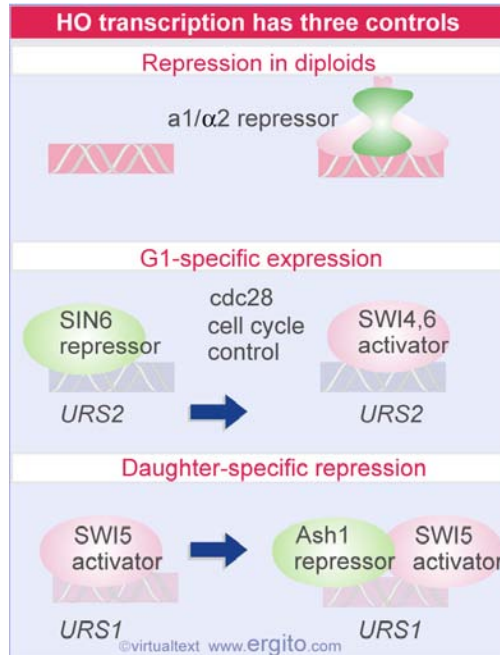 HO transcription has three controls
Repression in diploids
a1/α2 repressor
G1-specific expression
SIN6
repressor
cdc28
cell cycle
control
SWI4,6
activator
URS2
URS2
Daughter-specific repression
SWI5
activator
Ash1
repressor
SWI5
activator
URS1
URS1
©virtualtext www.ergito.com